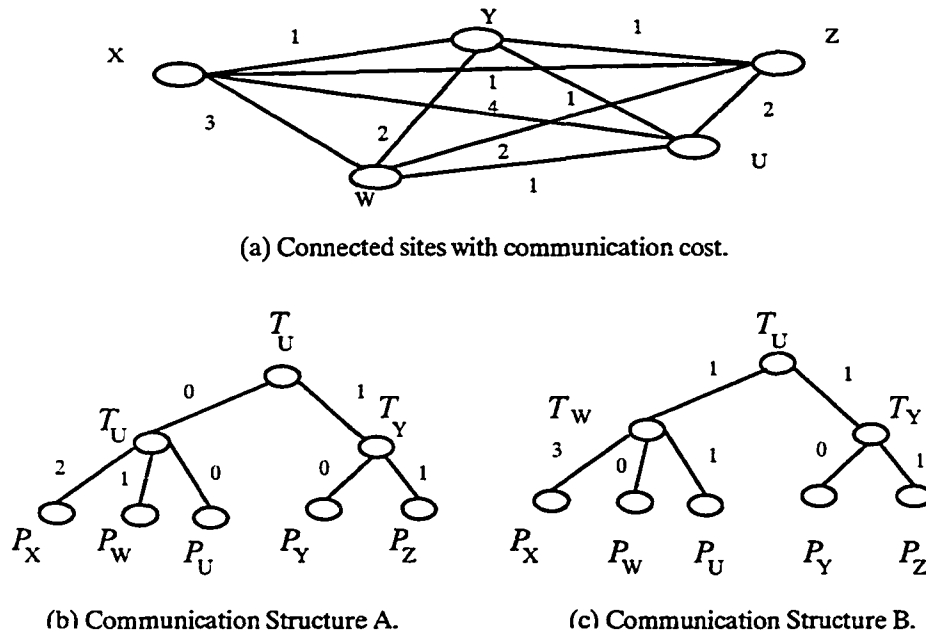 Y
1
1
Z
X
1
1
4
2
3
2
2
U
1
W
(a) Connected sites with communication cost.
T_U
0
1
T_U
T_Y
2
1
0
0
1
P_X
P_W
P_U
P_Y
P_Z
(b) Communication Structure A.
T_U
1
1
T_W
T_Y
3
0
1
0
1
P_X
P_W
P_U
P_Y
P_Z
(c) Communication Structure B.